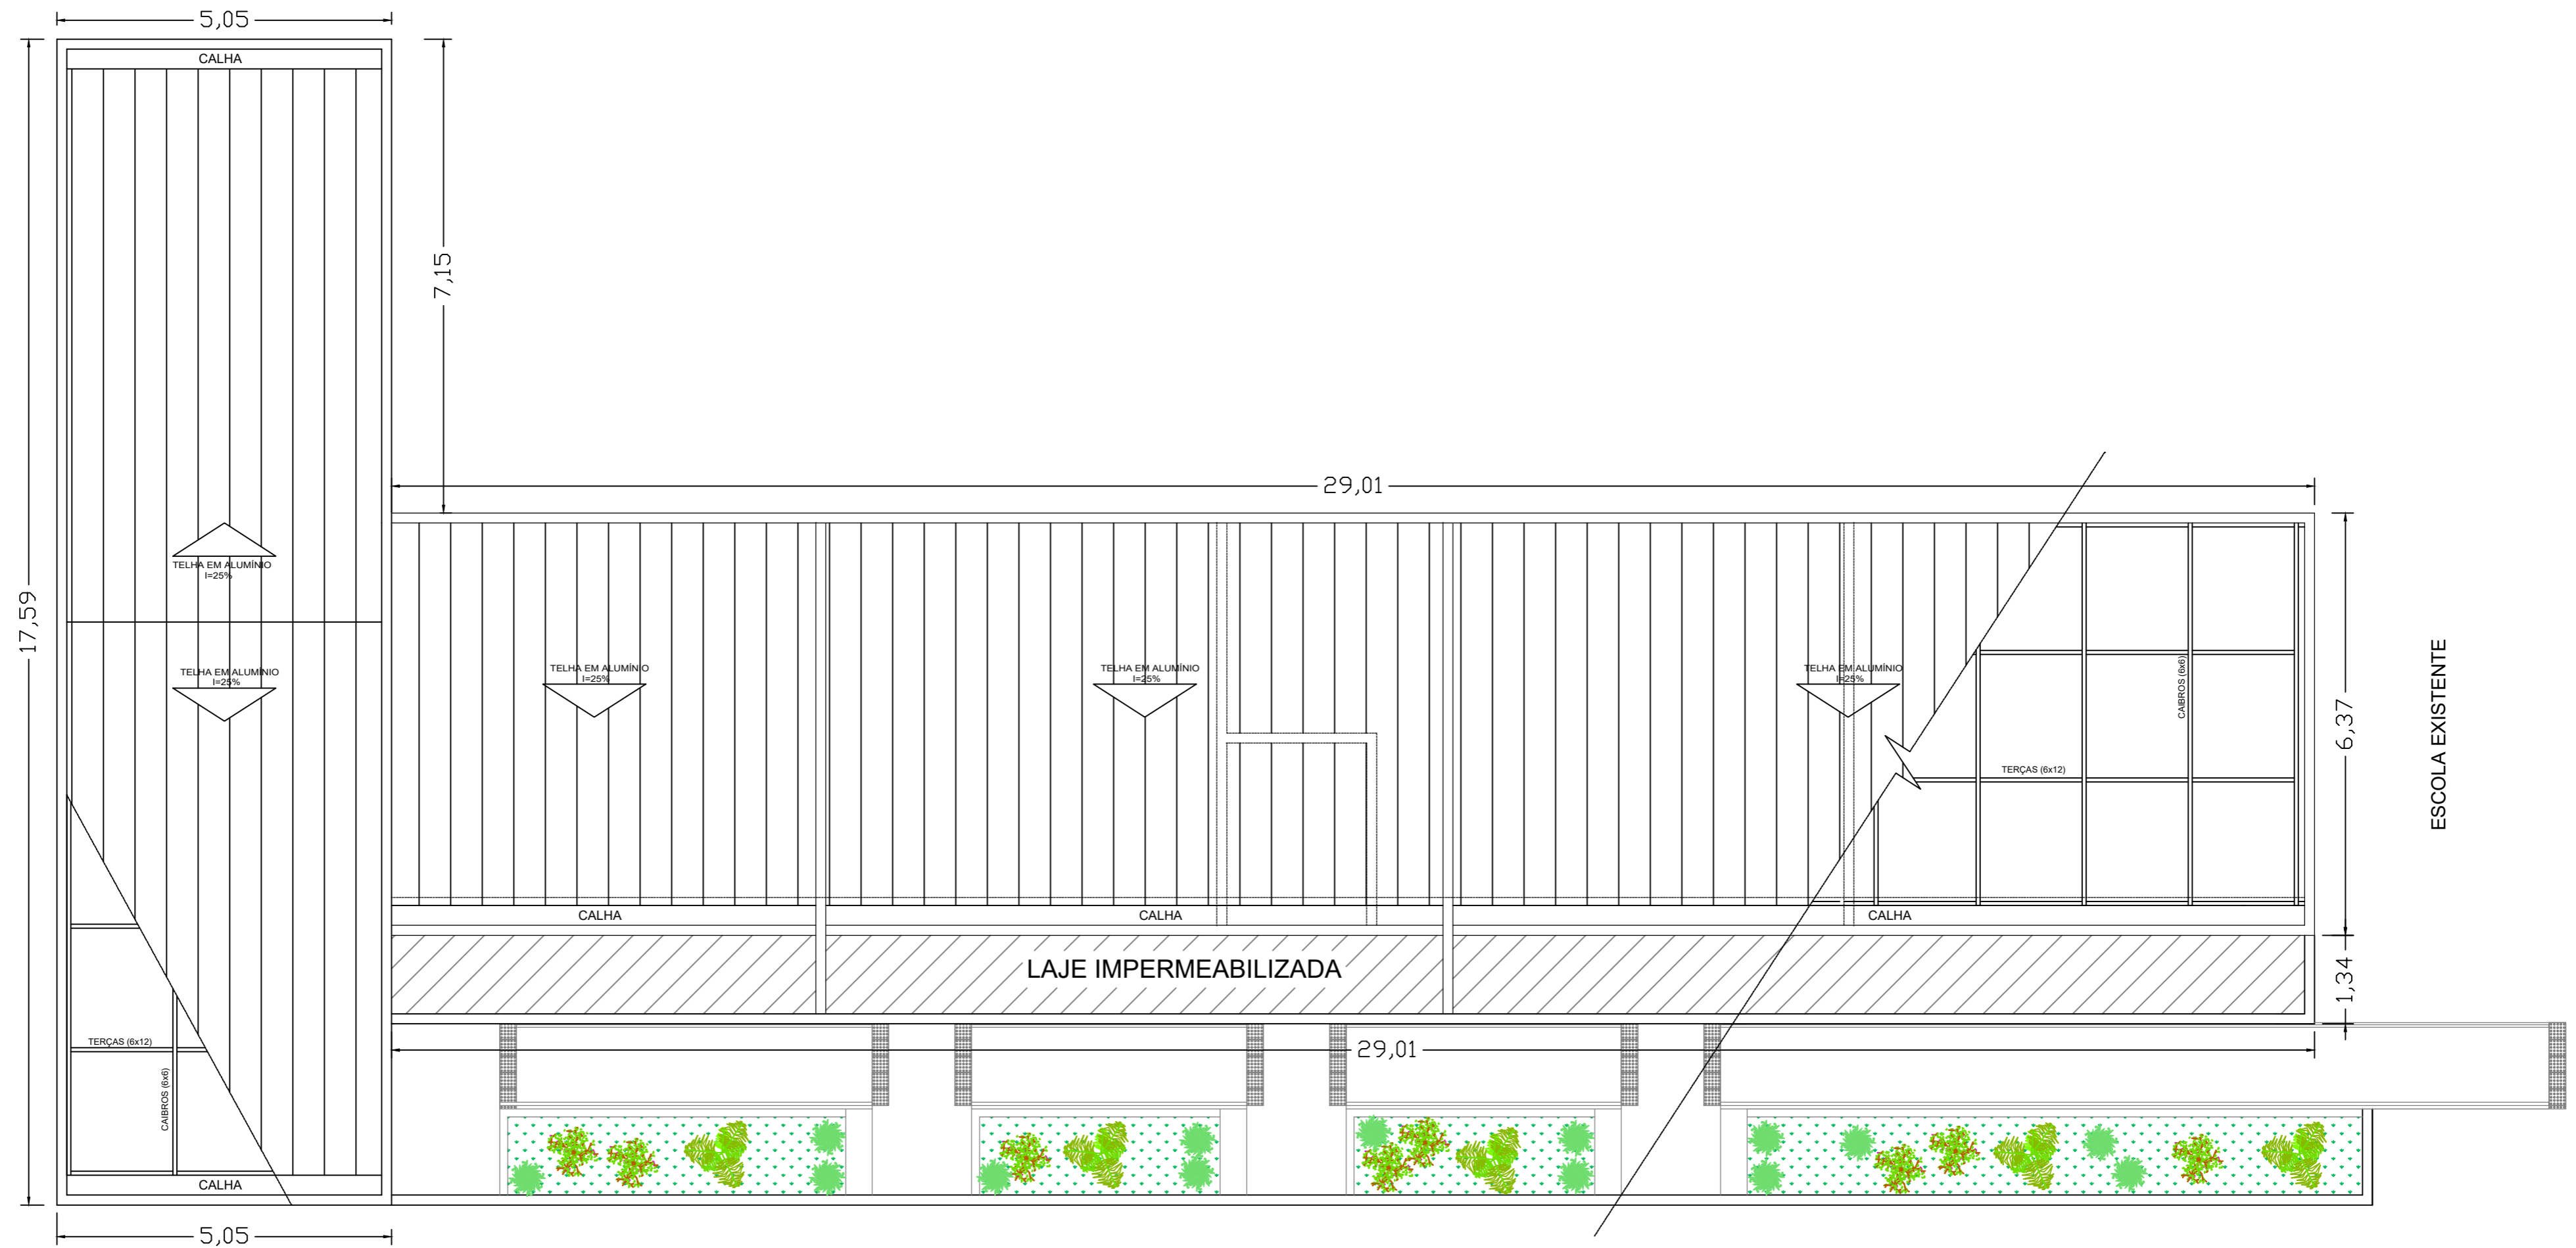 5,05
CALHA
7,15
29,01
TELHA EM ALUMÍNIO
I=25%
17,59
TELHA EM ALUMÍNIO
I=25%
TELHA EM ALUMÍNIO
I=25%
TELHA EM ALUMÍNIO
I=25%
TELHA EM ALUMÍNIO
I=25%
CAIBROS (6x6)
6,37
ESCOLA EXISTENTE
TERÇAS (6x12)
CALHA
CALHA
CALHA
LAJE IMPERMEABILIZADA
1,34
TERÇAS (6x12)
29,01
CAIBROS (6x6)
CALHA
5,05